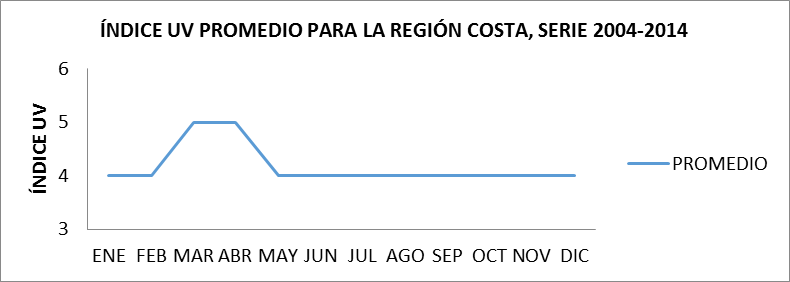 ÍNDICE UV PROMEDIO PARA LA REGIÓN COSTA, SERIE 2004-2014
6
5
4
3
ÍNDICE UV
ENE FEB MAR ABR MAY JUN JUL AGO SEP OCT NOV DIC
PROMEDIO